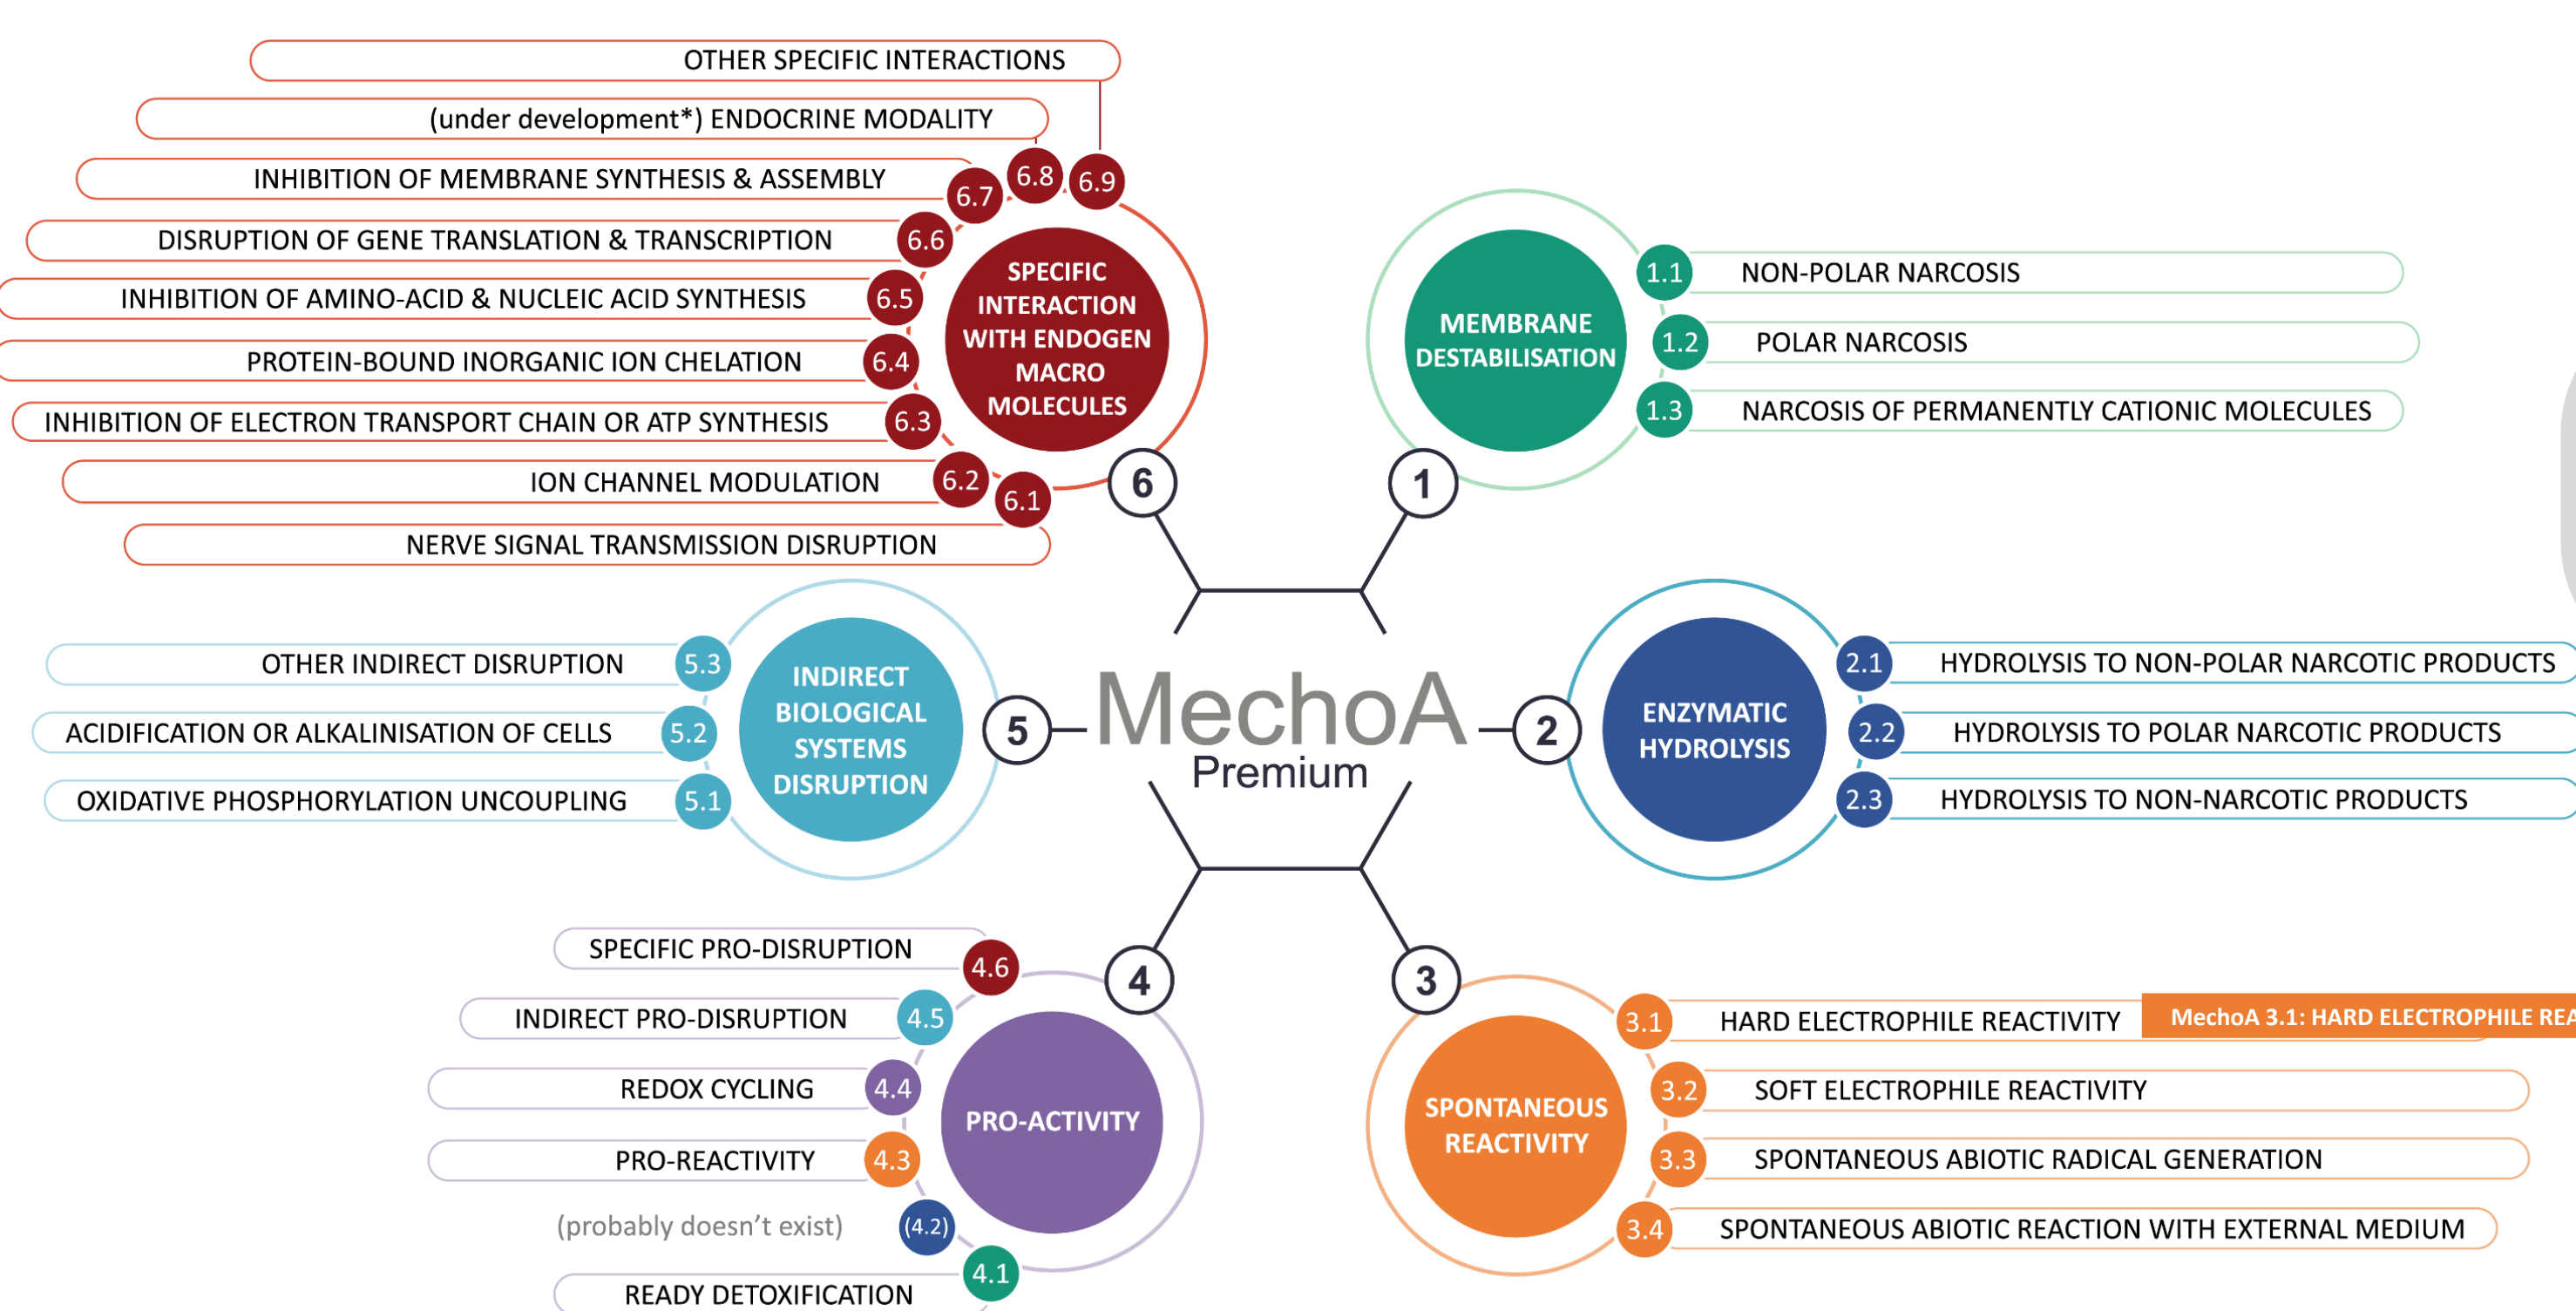 OTHER SPECIFIC INTERACTIONS
(under development*) ENDOCRINE MODALITY
INHIBITION OF MEMBRANE SYNTHESIS & ASSEMBLY
DISRUPTION OF GENE TRANSLATION & TRANSCRIPTION
INHIBITION OF AMINO-ACID & NUCLEIC ACID SYNTHESIS
PROTEIN-BOUND INORGANIC ION CHELATION
INHIBITION OF ELECTRON TRANSPORT CHAIN OR ATP SYNTHESIS
ION CHANNEL MODULATION
NERVE SIGNAL TRANSMISSION DISRUPTION
6.9
6.8
6.7
6.6
6.5
6.4
6.3
6.2
6.1
SPECIFIC
INTERACTION
WITH ENDOGEN
MACRO
MOLECULES
6
MEMBRANE
DESTABILISATION
1
1.1 NON-POLAR NARCOSIS
1.2 POLAR NARCOSIS
1.3 NARCOSIS OF PERMANENTLY CATIONIC MOLECULES
OTHER INDIRECT DISRUPTION 5.3
ACIDIFICATION OR ALKALINISATION OF CELLS 5.2
OXIDATIVE PHOSPHORYLATION UNCOUPLING 5.1
INDIRECT
BIOLOGICAL
SYSTEMS
DISRUPTION
5
MechoA
Premium
2
ENZYMATIC
HYDROLYSIS
2.1 HYDROLYSIS TO NON-POLAR NARCOTIC PRODUCTS
2.2 HYDROLYSIS TO POLAR NARCOTIC PRODUCTS
2.3 HYDROLYSIS TO NON-NARCOTIC PRODUCTS
SPECIFIC PRO-DISRUPTION 4.6
INDIRECT PRO-DISRUPTION 4.5
REDOX CYCLING 4.4
PRO-REACTIVITY 4.3
(probably doesn't exist) (4.2)
READY DETOXIFICATION 4.1
PRO-ACTIVITY
4
3
SPONTANEOUS
REACTIVITY
3.1 HARD ELECTROPHILE REACTIVITY
MechoA 3.1: HARD ELECTROPHILE
3.2 SOFT ELECTROPHILE REACTIVITY
3.3 SPONTANEOUS ABIOTIC RADICAL GENERATION
3.4 SPONTANEOUS ABIOTIC REACTION WITH EXTERNAL MEDIUM